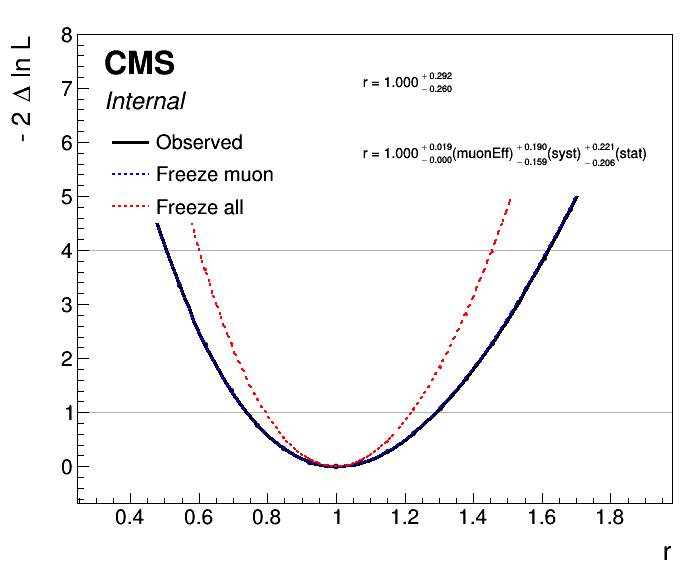 - 2 Δ ln L
8
7
6
5
4
3
2
1
0
CMS
Internal
Observed
Freeze muon
Freeze all
r = 1.000 + 0.292 − 0.260
r = 1.000 + 0.019 − 0.000 (muonEff) + 0.190 − 0.159 (syst) + 0.221 − 0.206 (stat)
0.4 0.6 0.8 1 1.2 1.4 1.6 1.8
r